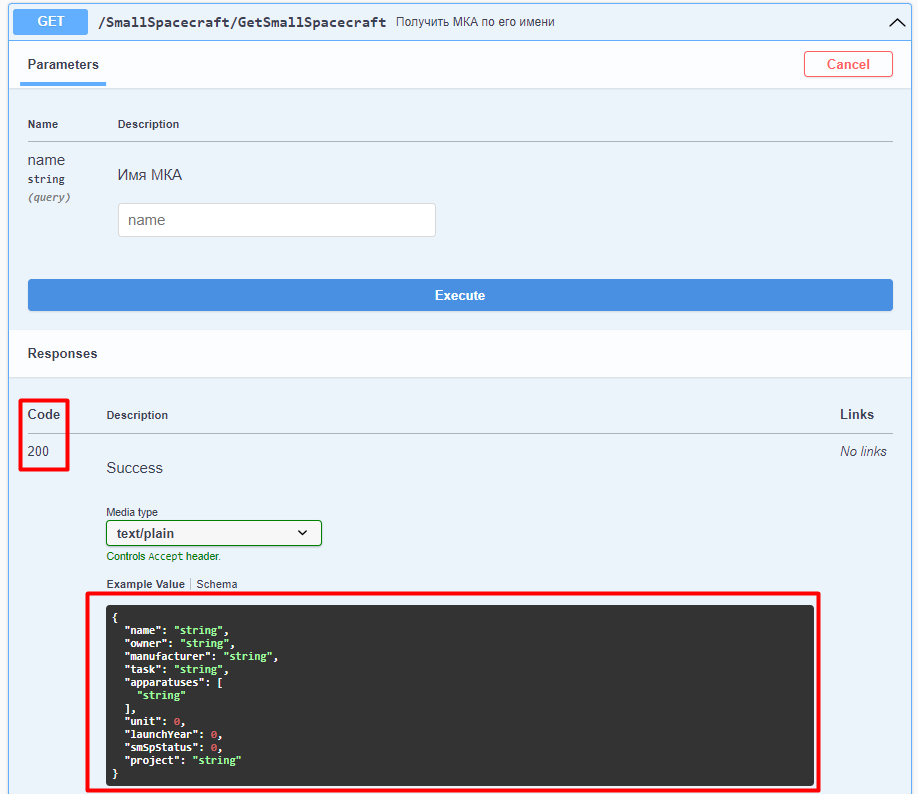 GET /SmallSpacecraft/GetSmallSpacecraft Получить МКА по его имени
Parameters Cancel
Name Description
name
string
(query)
Имя МКА
name
Execute
Responses
Code Description Links
200 No links
Success
Media type
text/plain
Controls Accept header.
Example Value Schema
{
"name": "string",
"owner": "string",
"manufacturer": "string",
"task": "string",
"apparatuses": [
"string"
],
"unit": 0,
"launchYear": 0,
"smSpStatus": 0,
"project": "string"
}